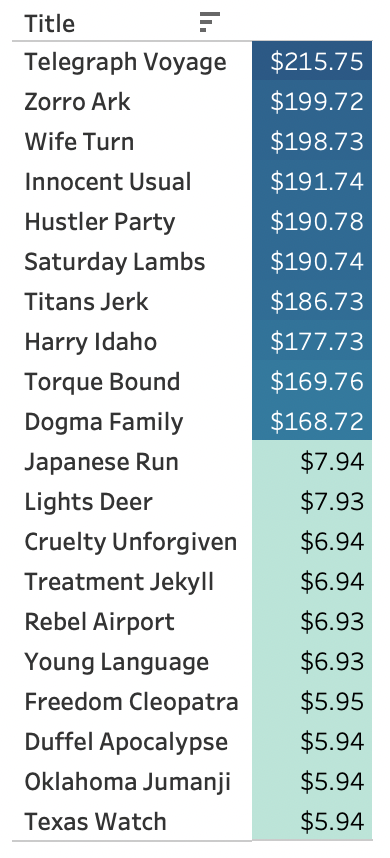 Title
Telegraph Voyage $215.75
Zorro Ark $199.72
Wife Turn $198.73
Innocent Usual $191.74
Hustler Party $190.78
Saturday Lambs $190.74
Titans Jerk $186.73
Harry Idaho $177.73
Torque Bound $169.76
Dogma Family $168.72
Japanese Run $7.94
Lights Deer $7.93
Cruelty Unforgiven $6.94
Treatment Jekyll $6.94
Rebel Airport $6.93
Young Language $6.93
Freedom Cleopatra $5.95
Duffel Apocalypse $5.94
Oklahoma Jumanji $5.94
Texas Watch $5.94